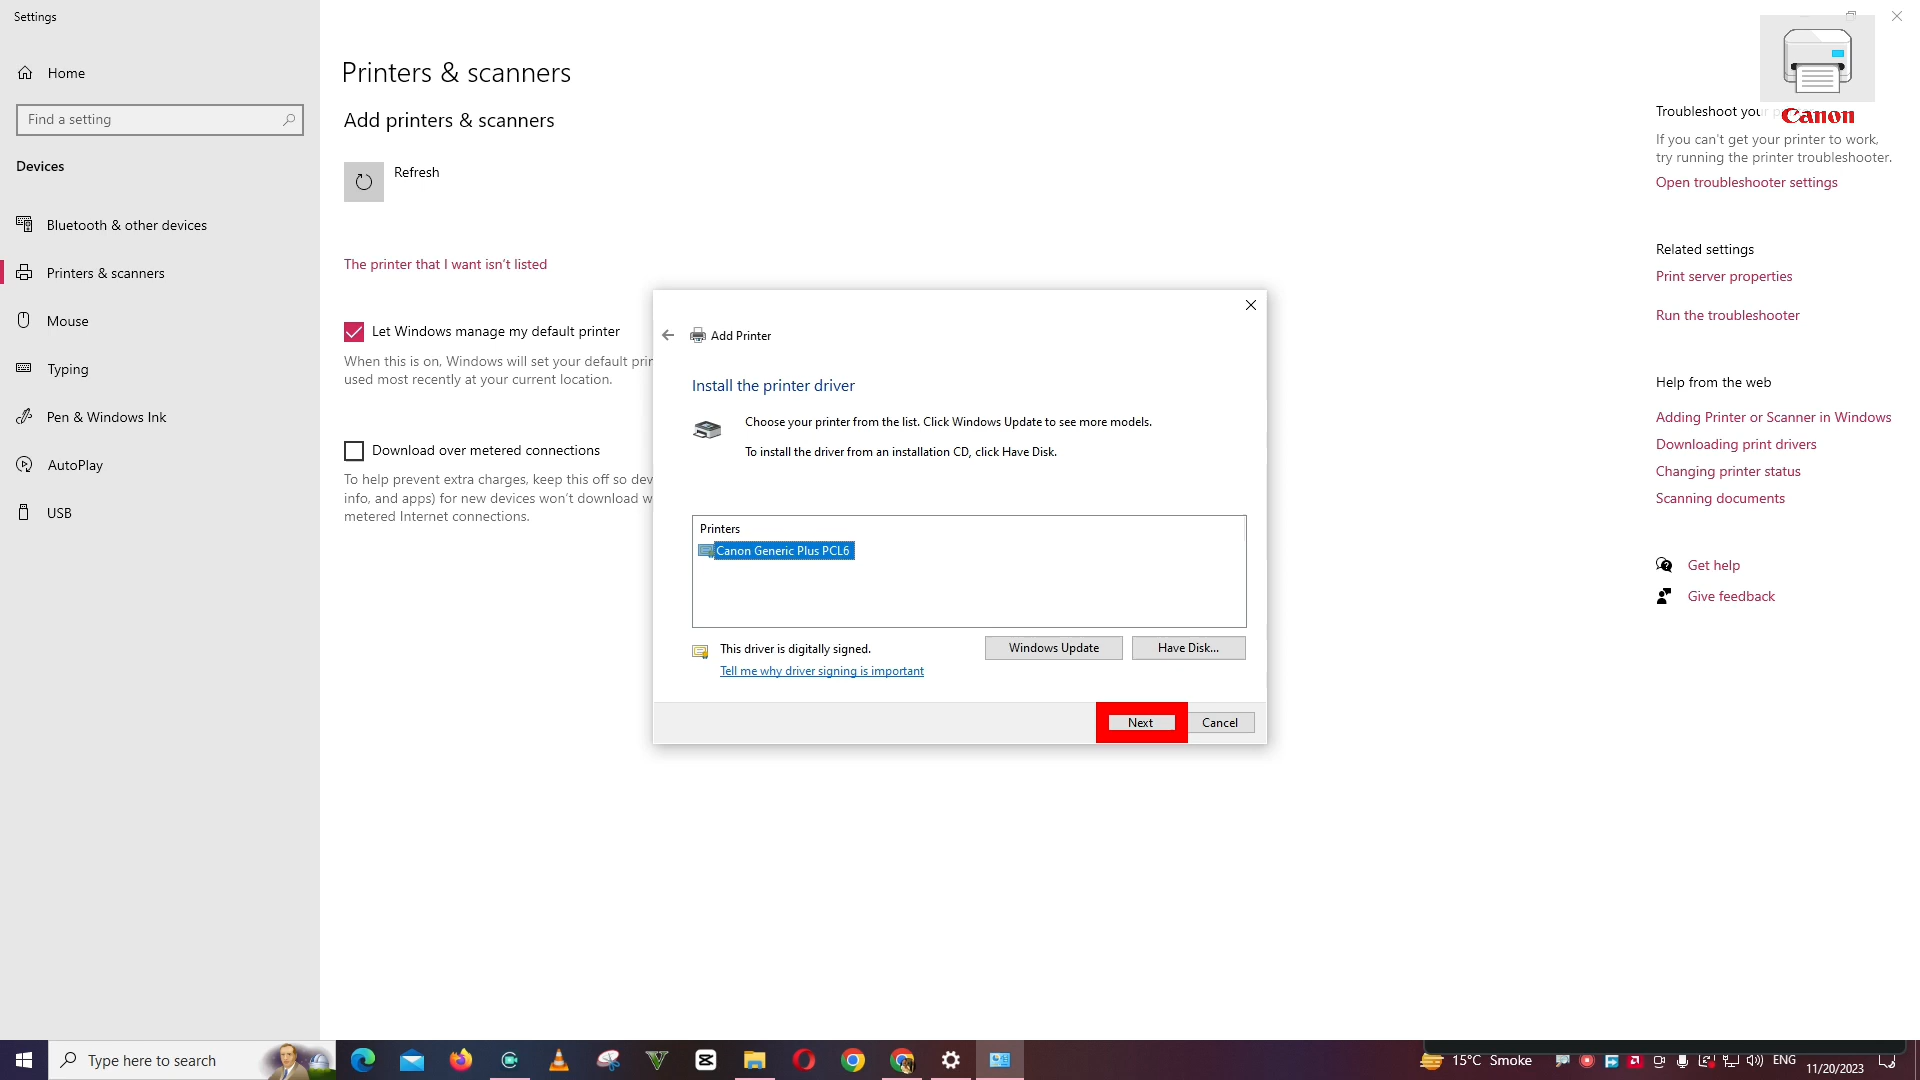 Settings
Home
Find a setting
Devices
Bluetooth & other devices
Printers & scanners
Mouse
Typing
Pen & Windows Ink
AutoPlay
USB
Printers & scanners
Add printers & scanners
Refresh
The printer that I want isn't listed
Let Windows manage my default printer
When this is on, Windows will set your default
used most recently at your current location.
Download over metered connections
To help prevent extra charges, keep this off so
info, and apps) for new devices won't download
metered Internet connections.
Add Printer
Install the printer driver
Choose your printer from the list. Click Windows Update to see more models.
To install the driver from an installation CD, click Have Disk.
Printers
Canon Generic Plus PCL6
This driver is digitally signed.
Tell me why driver signing is important
Windows Update
Have Disk...
Next
Cancel
Canon
Troubleshoot your
If you can't get your printer to work,
try running the printer troubleshooter.
Open troubleshooter settings
Related settings
Print server properties
Run the troubleshooter
Help from the web
Adding Printer or Scanner in Windows
Downloading print drivers
Changing printer status
Scanning documents
Get help
Give feedback
Type here to search
15°C Smoke
ENG
11/20/2023